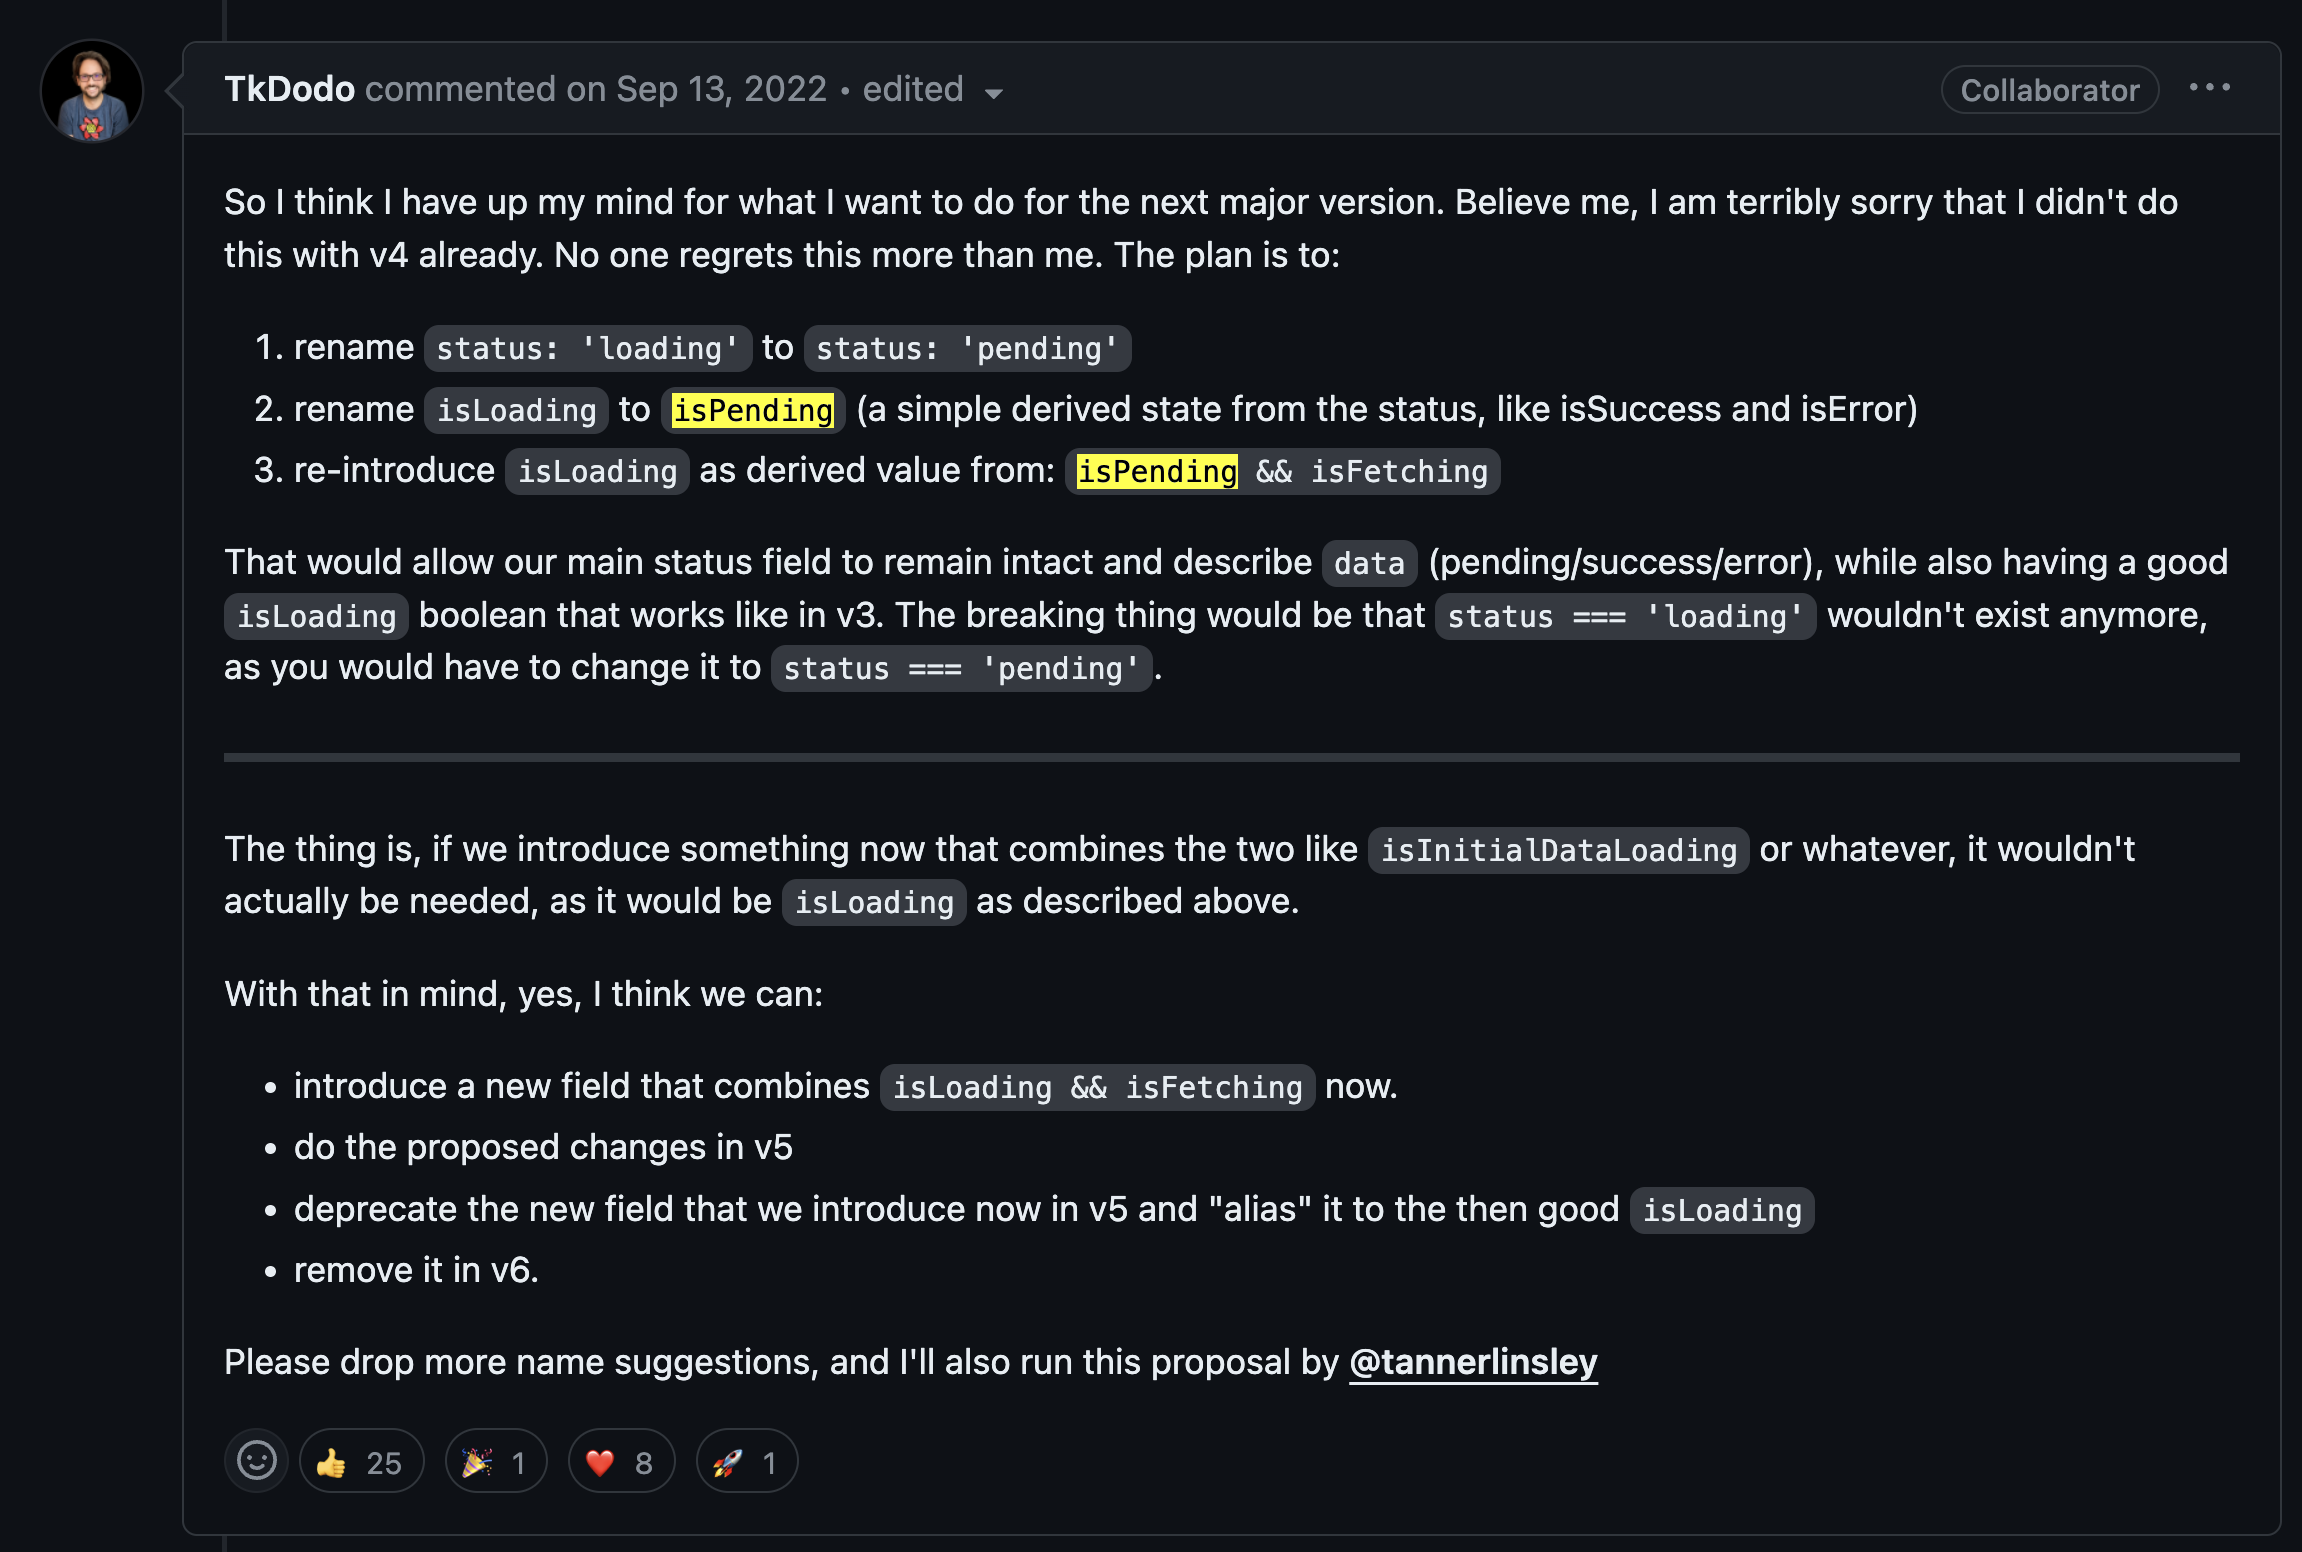 TkDodo commented on Sep 13, 2022 • edited
Collaborator
So I think I have up my mind for what I want to do for the next major version. Believe me, I am terribly sorry that I didn't do
this with v4 already. No one regrets this more than me. The plan is to:
1. rename status: 'loading' to status: 'pending'
2. rename isLoading to isPending (a simple derived state from the status, like isSuccess and isError)
3. re-introduce isLoading as derived value from: isPending && isFetching
That would allow our main status field to remain intact and describe data (pending/success/error), while also having a good
isLoading boolean that works like in v3. The breaking thing would be that status === 'loading' wouldn't exist anymore,
as you would have to change it to status === 'pending'.
The thing is, if we introduce something now that combines the two like isInitialDataLoading or whatever, it wouldn't
actually be needed, as it would be isLoading as described above.
With that in mind, yes, I think we can:
• introduce a new field that combines isLoading && isFetching now.
• do the proposed changes in v5
• deprecate the new field that we introduce now in v5 and "alias" it to the then good isLoading
• remove it in v6.
Please drop more name suggestions, and I'll also run this proposal by @tannerlinsley
👍 25 🎉 1 ❤️ 8 🚀 1